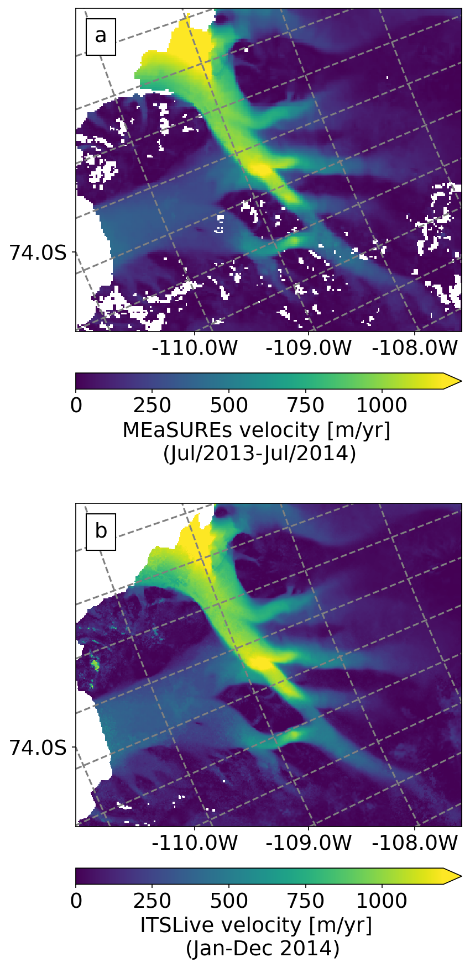 a
74.0S
-110.0W -109.0W -108.0W
0 250 500 750 1000
MEaSUREs velocity [m/yr]
(Jul/2013-Jul/2014)
b
74.0S
-110.0W -109.0W -108.0W
0 250 500 750 1000
ITSLive velocity [m/yr]
(Jan-Dec 2014)